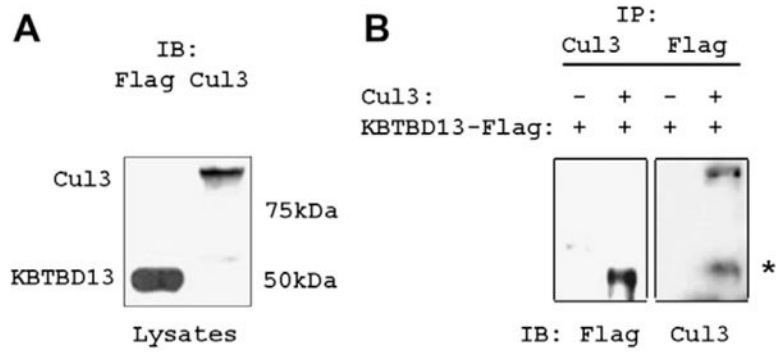 A
IB:
Flag Cul3
Cul3
75kDa
KBTBD13
50kDa
Lysates
B
IP:
Cul3 Flag
Cul3: - + - +
KBTBD13-Flag: + + + +
*
IB: Flag Cul3